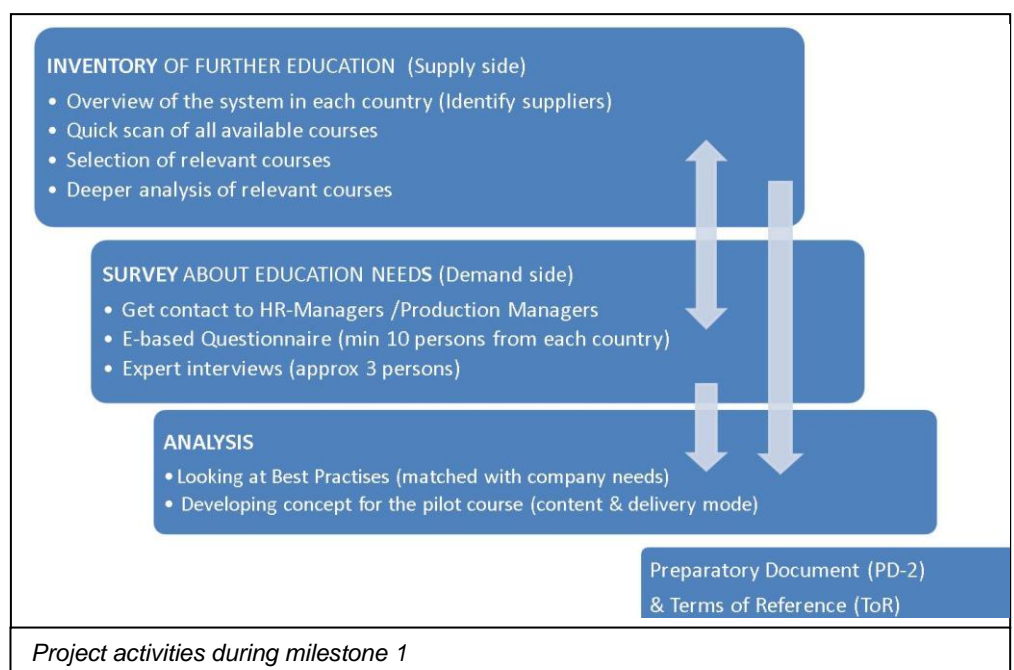 INVENTORY OF FURTHER EDUCATION (Supply side)
• Overview of the system in each country (Identify suppliers)
• Quick scan of all available courses
• Selection of relevant courses
• Deeper analysis of relevant courses
SURVEY ABOUT EDUCATION NEEDS (Demand side)
• Get contact to HR-Managers /Production Managers
• E-based Questionnaire (min 10 persons from each country)
• Expert interviews (approx 3 persons)
ANALYSIS
• Looking at Best Practises (matched with company needs)
• Developing concept for the pilot course (content & delivery mode)
Preparatory Document (PD-2)
& Terms of Reference (ToR)
Project activities during milestone 1